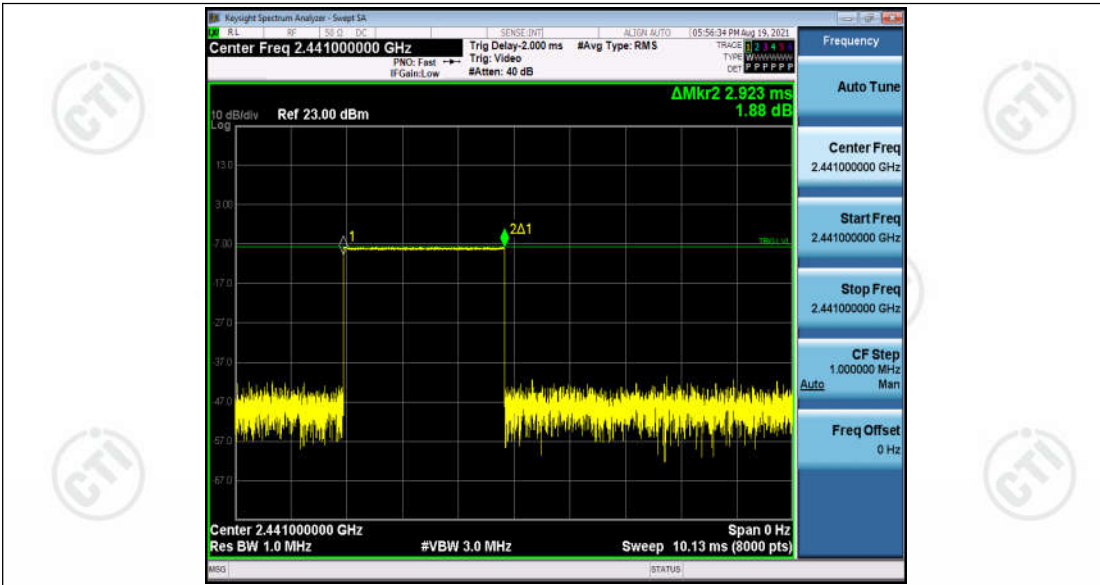 Keysight Spectrum Analyzer - Swept SA
RL RF 50 Ω DC SENSE:INT ALIGN AUTO 05:56:34 PM Aug 19, 2021
Center Freq 2.441000000 GHz
PNO: Fast
IFGain:Low
Trig Delay-2.000 ms
Trig: Video
#Atten: 40 dB
#Avg Type: RMS
TRACE 1 2 3 4 5 6
TYPE WWWWWW
DET P P P P P P
ΔMkr2 2.923 ms
1.88 dB
10 dB/div Ref 23.00 dBm
Log
13.0
3.00
-7.00
-17.0
-27.0
-37.0
-47.0
-57.0
-67.0
1
2Δ1
TRIG LVL
Center 2.441000000 GHz
Span 0 Hz
Res BW 1.0 MHz
#VBW 3.0 MHz
Sweep 10.13 ms (8000 pts)
MSG
STATUS
Frequency
Auto Tune
Center Freq
2.441000000 GHz
Start Freq
2.441000000 GHz
Stop Freq
2.441000000 GHz
CF Step
1.000000 MHz
Auto Man
Freq Offset
0 Hz
CTI
CTI
CTI
CTI